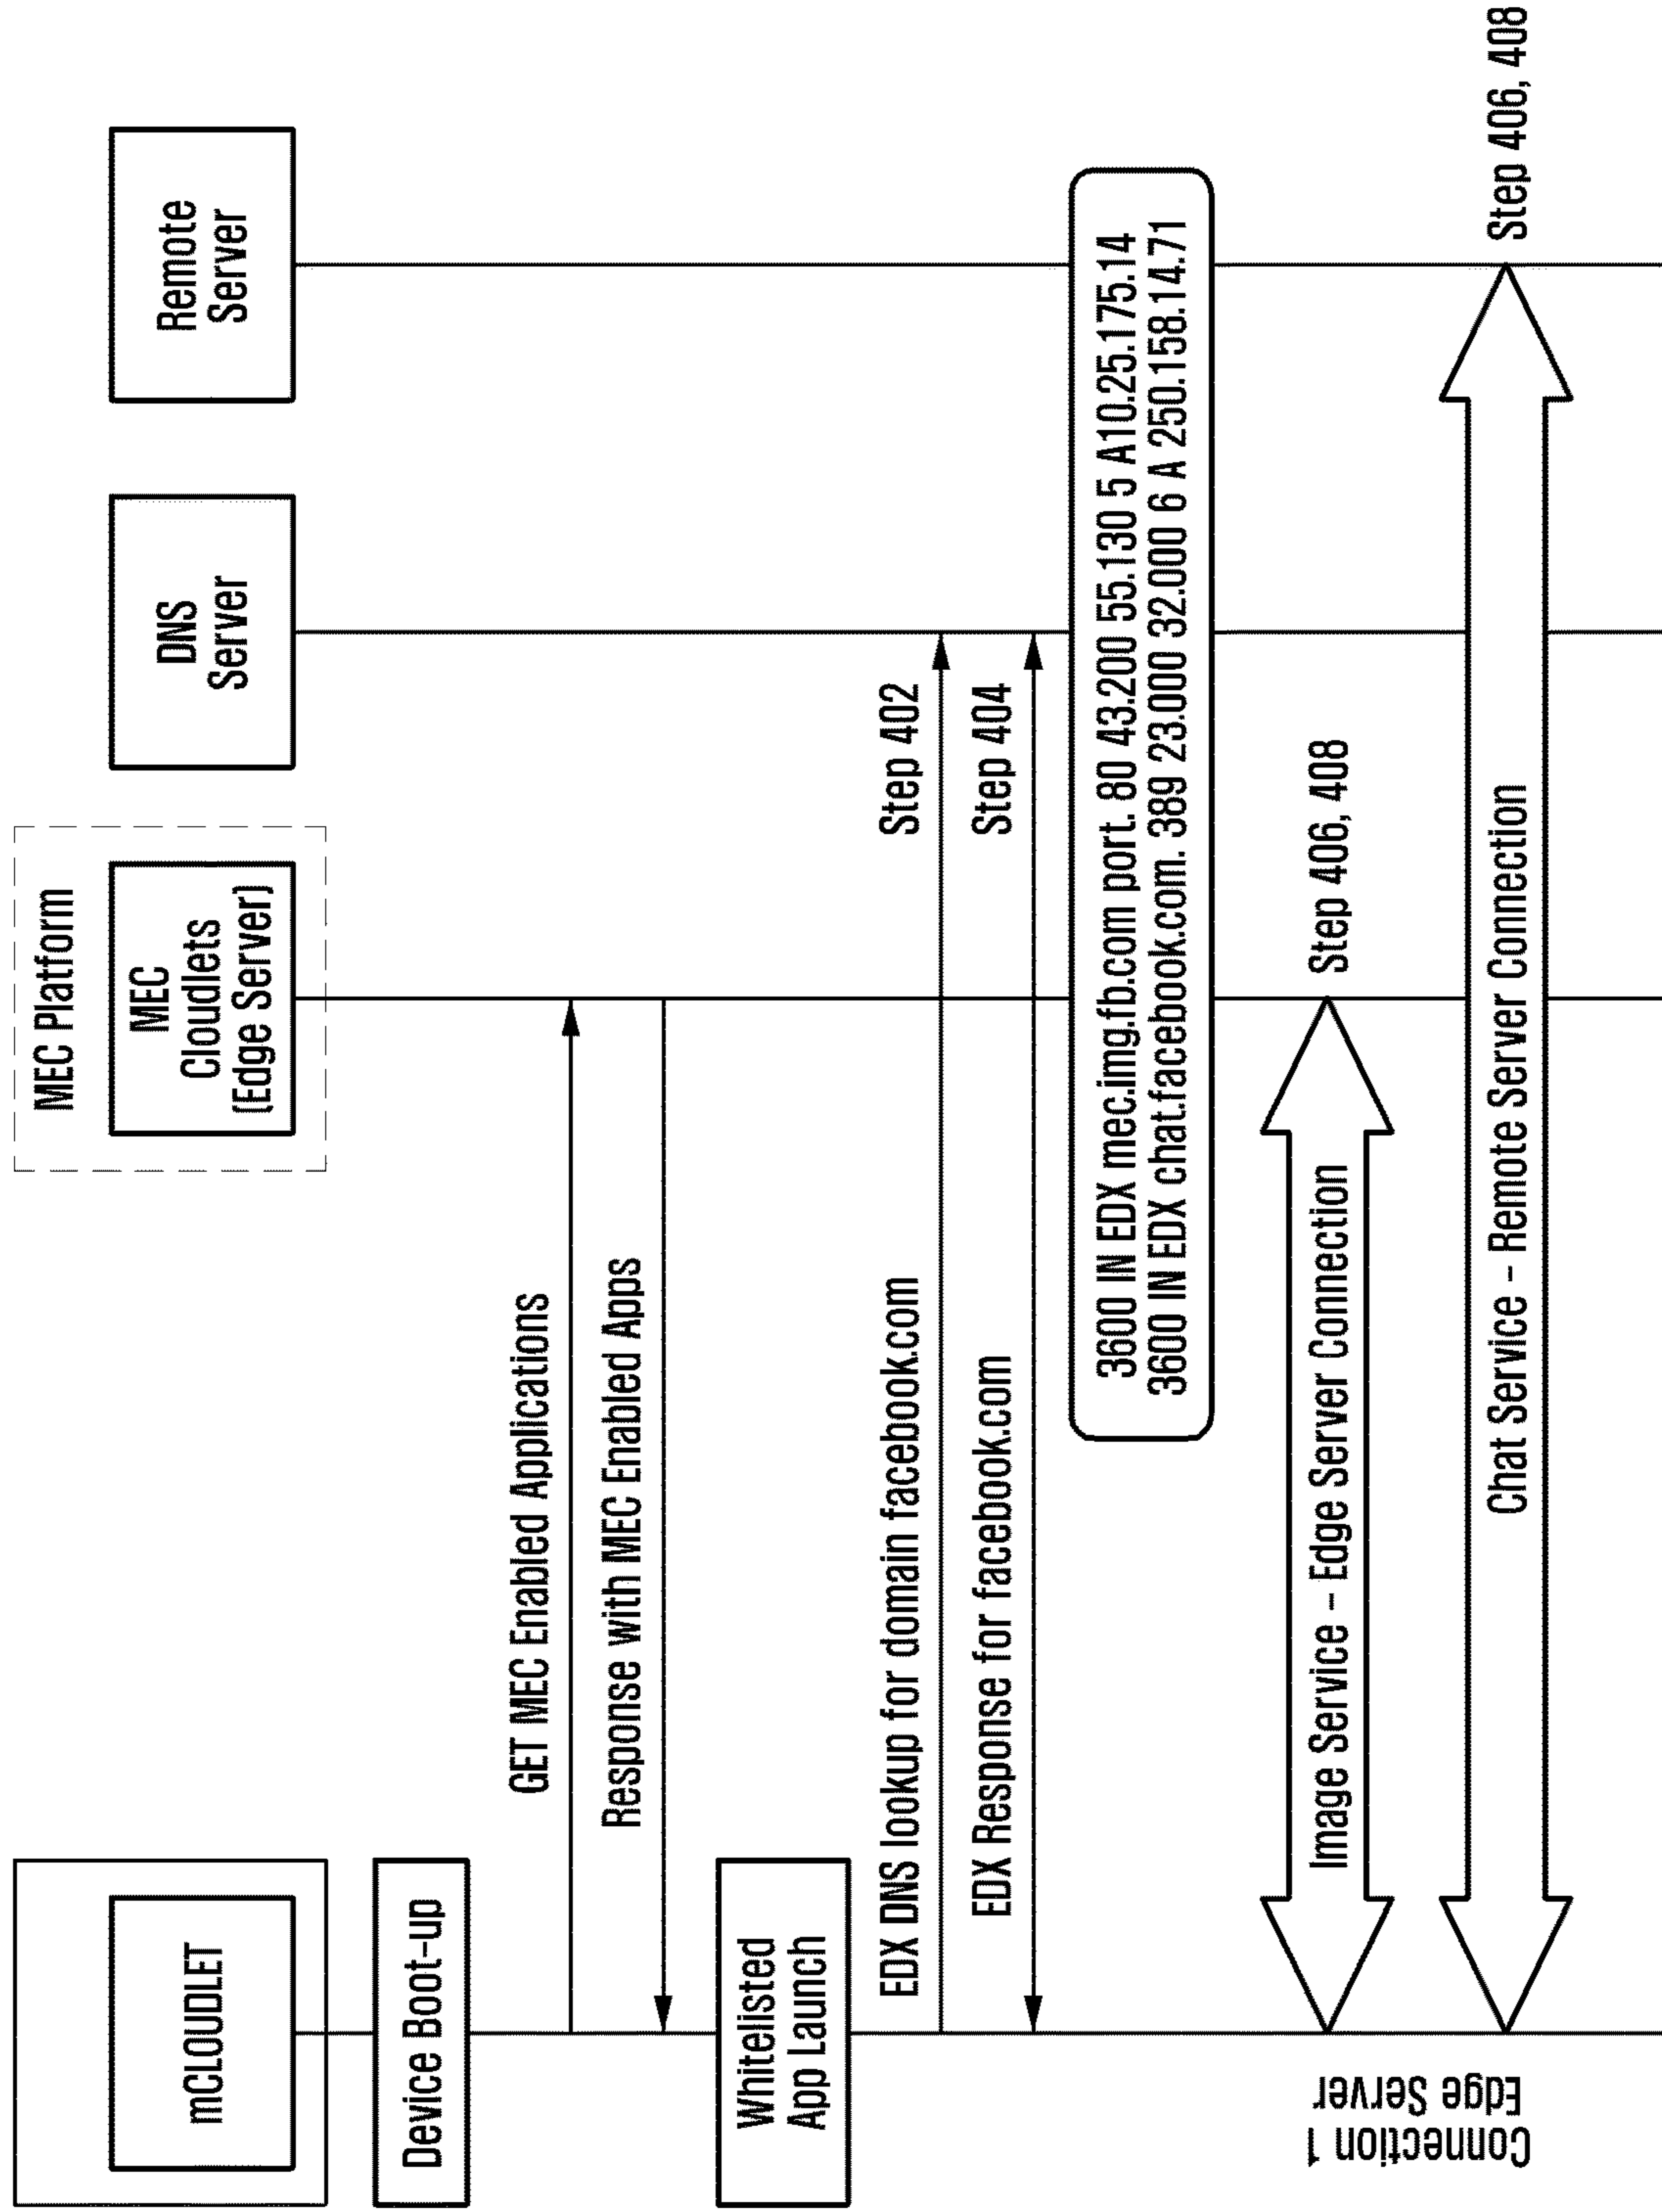 MEC Platform
mCLOUDLET
MEC
Cloudlets
(Edge Server)
DNS
Server
Remote
Server
Device Boot-up
GET MEC Enabled Applications
Response with MEC Enabled Apps
Whitelisted
App Launch
EDX DNS lookup for domain facebook.com
Step 402
EDX Response for facebook.com
Step 404
3600 IN EDX mec.img.fb.com port. 80 43.200 55.130 5 A10.25.175.14
3600 IN EDX chat.facebook.com. 389 23.000 32.000 6 A 250.158.14.71
Connection 1
Edge Server
Image Service - Edge Server Connection
Step 406, 408
Chat Service - Remote Server Connection
Step 406, 408